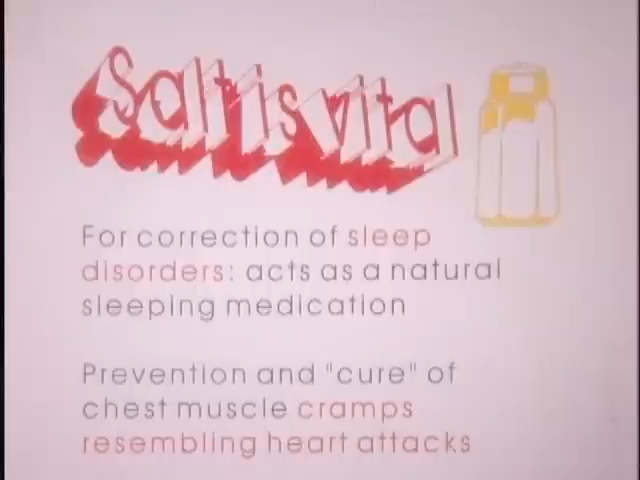 Salt is vital
For correction of sleep
disorders: acts as a natural
sleeping medication
Prevention and "cure" of
chest muscle cramps
resembling heart attacks